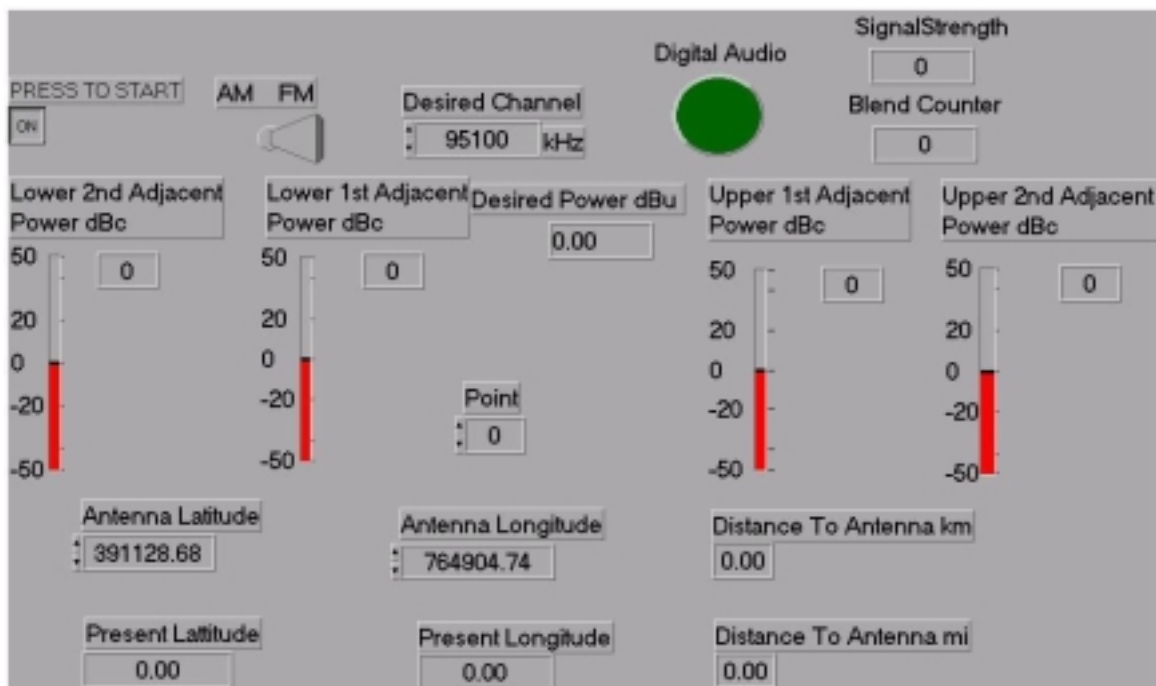 SignalStrength
Digital Audio
0
PRESS TO START
AM FM
Desired Channel
Blend Counter
ON
95100 kHz
0
Lower 2nd Adjacent
Power dBc
Lower 1st Adjacent
Power dBc
Desired Power dBu
Upper 1st Adjacent
Power dBc
Upper 2nd Adjacent
Power dBc
0.00
50
0
20
0
-20
-50
50
0
20
0
-20
-50
50
0
20
0
-20
-50
50
0
20
0
-20
-50
Point
0
Antenna Latitude
391128.68
Antenna Longitude
764904.74
Distance To Antenna km
0.00
Present Lattitude
0.00
Present Longitude
0.00
Distance To Antenna mi
0.00